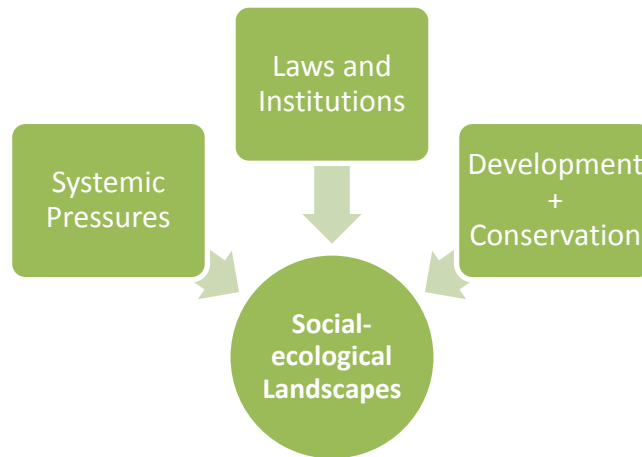 Laws and
Institutions
Systemic
Pressures
Development
+
Conservation
Social-
ecological
Landscapes